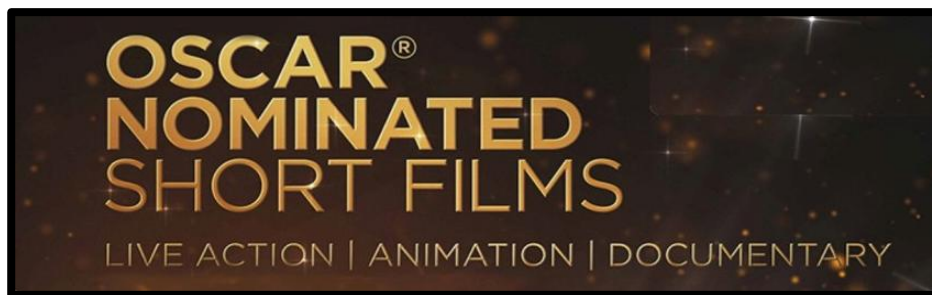 OSCAR®
NOMINATED
SHORT FILMS
LIVE ACTION | ANIMATION | DOCUMENTARY